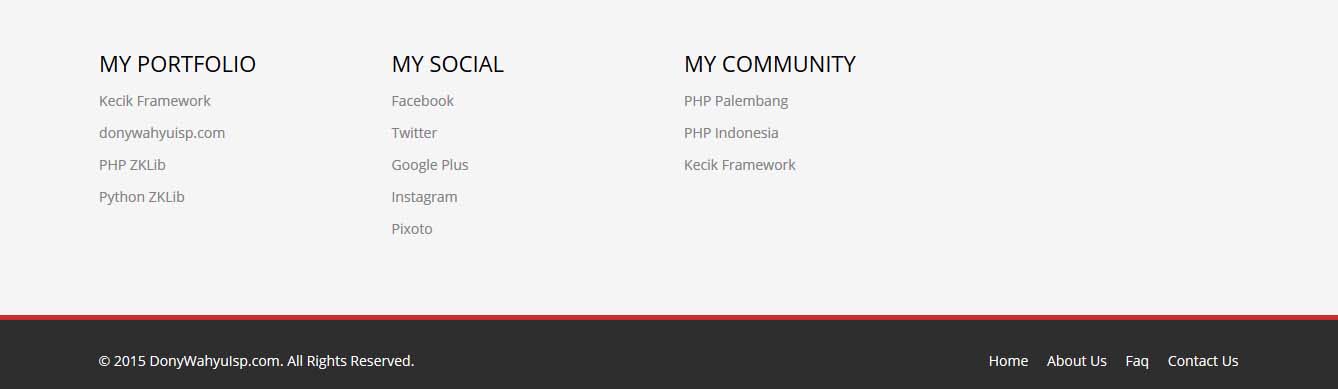 MY PORTFOLIO
Kecik Framework
donywahyuisp.com
PHP ZKLib
Python ZKLib
MY SOCIAL
Facebook
Twitter
Google Plus
Instagram
Pixoto
MY COMMUNITY
PHP Palembang
PHP Indonesia
Kecik Framework
© 2015 DonyWahyuIsp.com. All Rights Reserved.
Home About Us Faq Contact Us